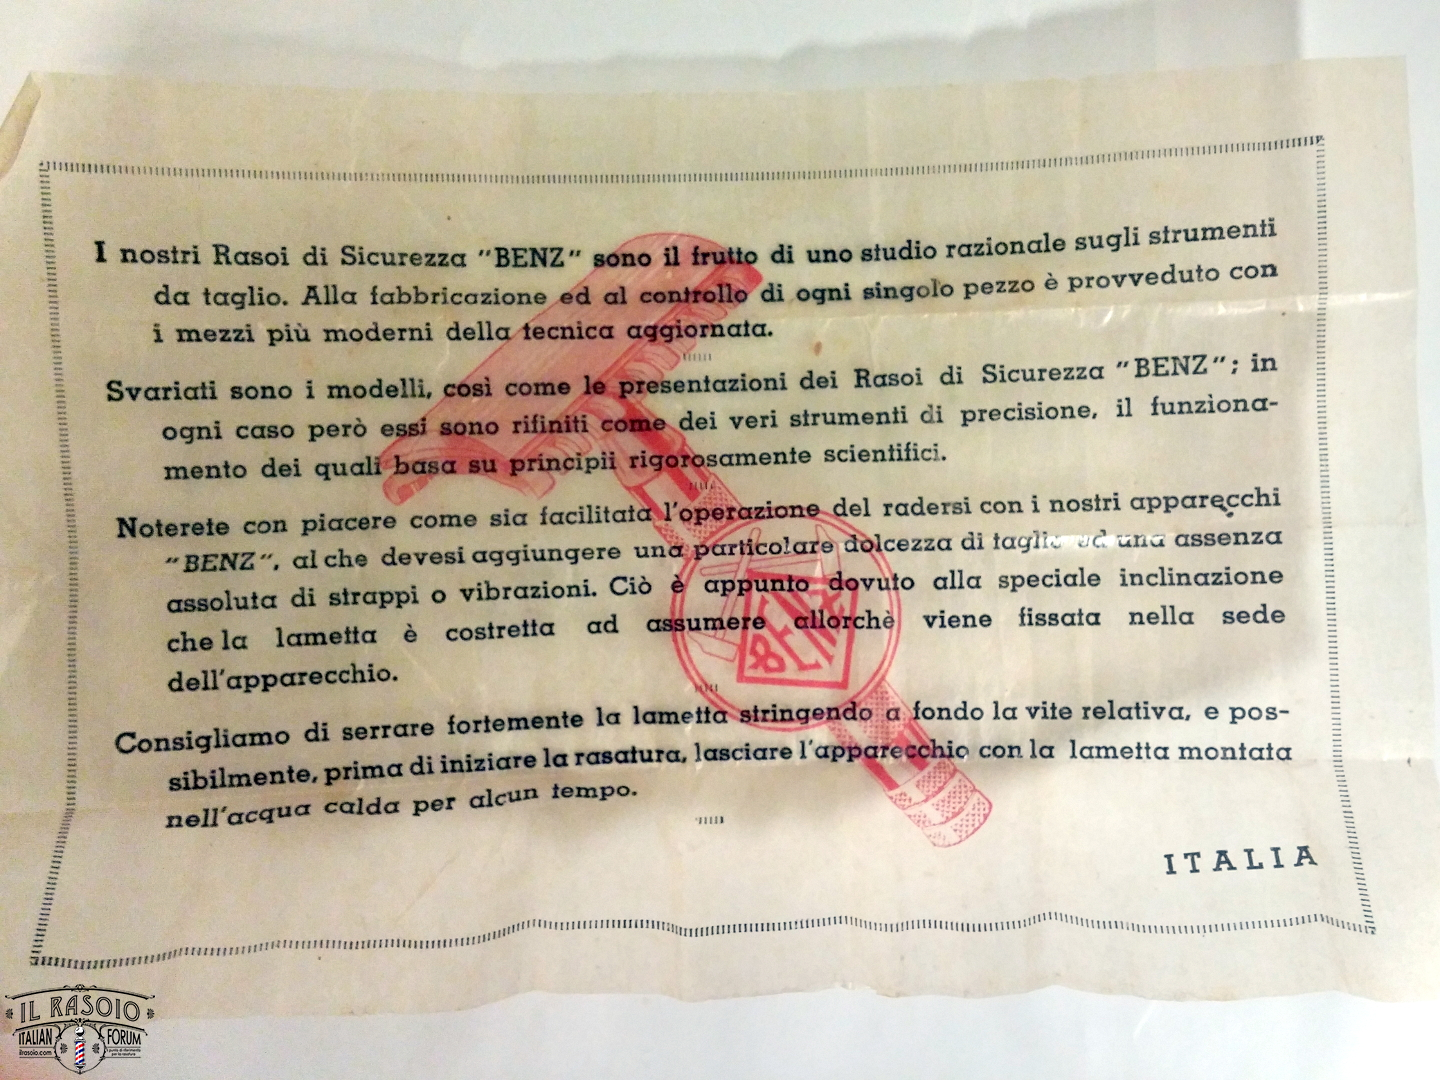 I nostri Rasoi di Sicurezza "BENZ" sono il frutto di uno studio razionale sugli strumenti
da taglio. Alla fabbricazione ed al controllo di ogni singolo pezzo è provveduto con
i mezzi più moderni della tecnica aggiornata.
Svariati sono i modelli, così come le presentazioni dei Rasoi di Sicurezza "BENZ"; in
ogni caso però essi sono rifiniti come dei veri strumenti di precisione, il funziona-
mento dei quali basa su principii rigorosamente scientifici.
Noterete con piacere come sia facilitata l'operazione del radersi con i nostri apparecchi
"BENZ", al che devesi aggiungere una particolare dolcezza di taglio ed una assenza
assoluta di strappi o vibrazioni. Ciò è appunto dovuto alla speciale inclinazione
che la lametta è costretta ad assumere allorchè viene fissata nella sede
dell'apparecchio.
BENZ
Consigliamo di serrare fortemente la lametta stringendo a fondo la vite relativa, e pos-
sibilmente, prima di iniziare la rasatura, lasciare l'apparecchio con la lametta montata
nell'acqua calda per alcun tempo.
ITALIA
IL RASOIO
ITALIAN FORUM
ilrasoio.com